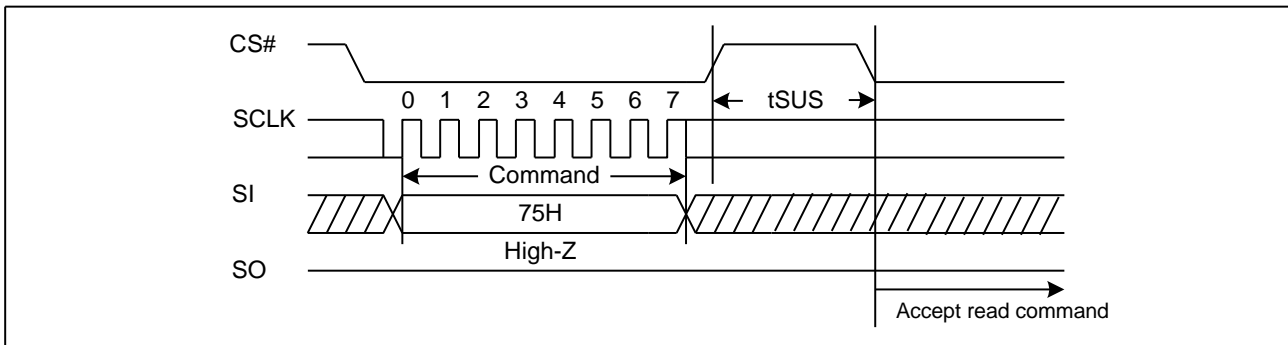 CS#
0 1 2 3 4 5 6 7
tSUS
SCLK
Command
SI
75H
High-Z
SO
Accept read command